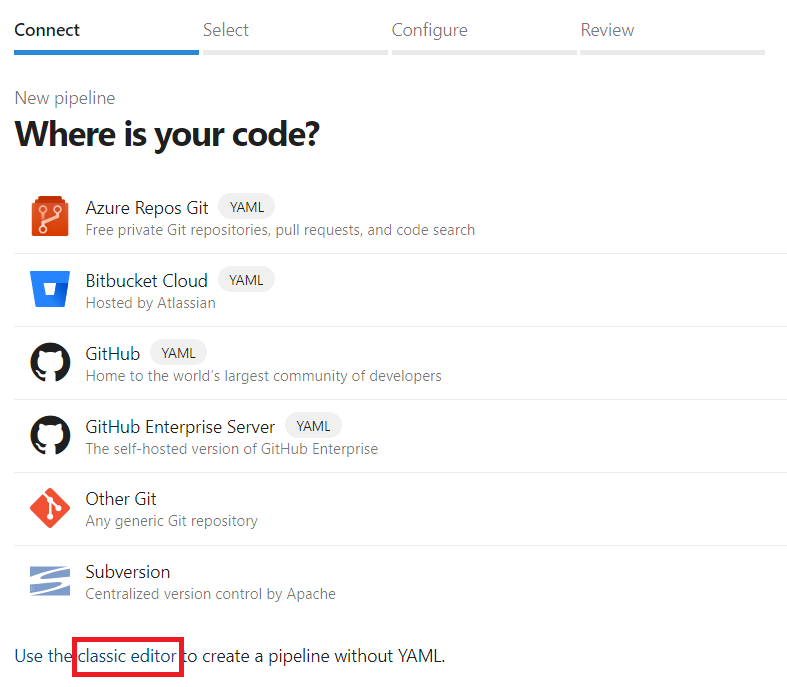 Connect Select Configure Review
New pipeline
Where is your code?
Azure Repos Git YAML
Free private Git repositories, pull requests, and code search
Bitbucket Cloud YAML
Hosted by Atlassian
GitHub YAML
Home to the world's largest community of developers
GitHub Enterprise Server YAML
The self-hosted version of GitHub Enterprise
Other Git
Any generic Git repository
Subversion
Centralized version control by Apache
Use the classic editor to create a pipeline without YAML.